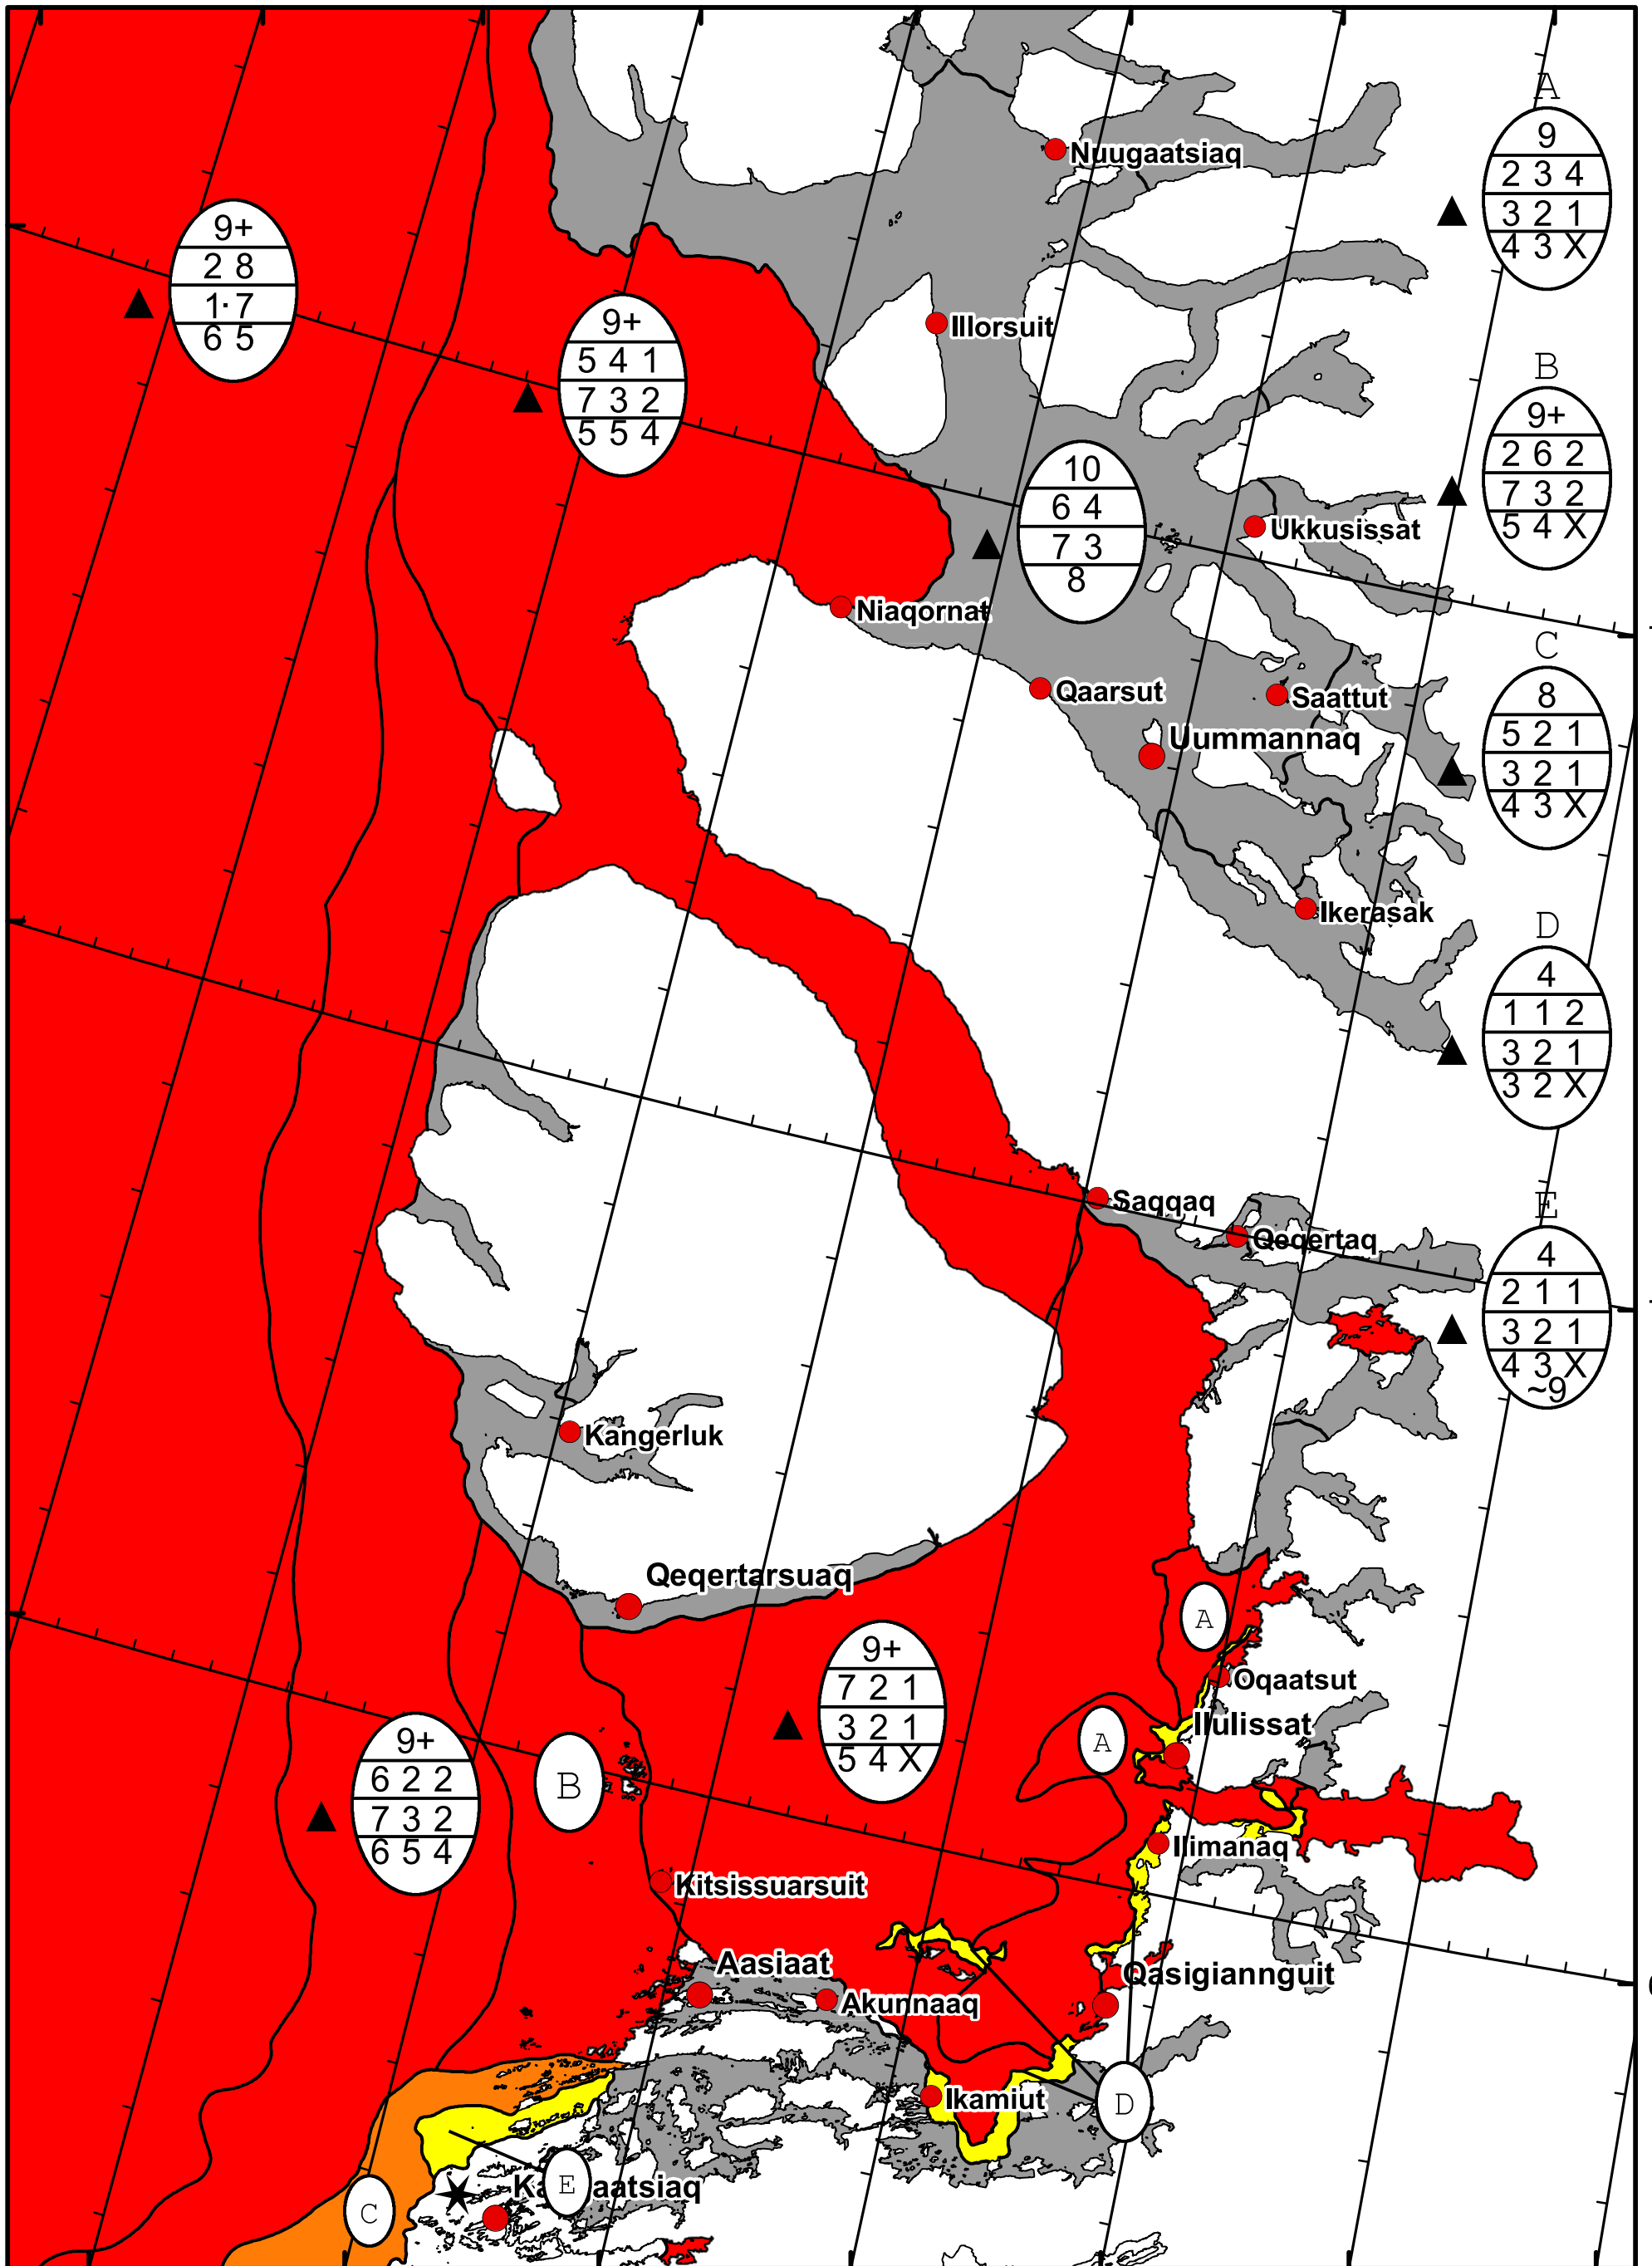 A
9
2 3 4
3 2 1
4 3 X
Nuugaatsiaq
9+
2 8
1· 7
6 5
9+
5 4 1
7 3 2
5 5 4
Illorsuit
B
9+
2 6 2
7 3 2
5 4 X
10
6 4
7 3
8
Ukkusissat
Niaqornat
Qaarsut
Saattut
Uummannaq
C
8
5 2 1
3 2 1
4 3 X
Ikerasak
D
4
1 1 2
3 2 1
3 2 X
Saqqaq
Qeqertaq
E
4
2 1 1
3 2 1
4 3 X
~9
Kangerluk
Qeqertarsuaq
A
9+
7 2 1
3 2 1
5 4 X
Oqaatsut
Ilulissat
A
9+
6 2 2
7 3 2
6 5 4
B
Ilimanaq
Kitsissuarsuit
Aasiaat
Qasigiannguit
Akunnaaq
Ikamiut
D
E
C